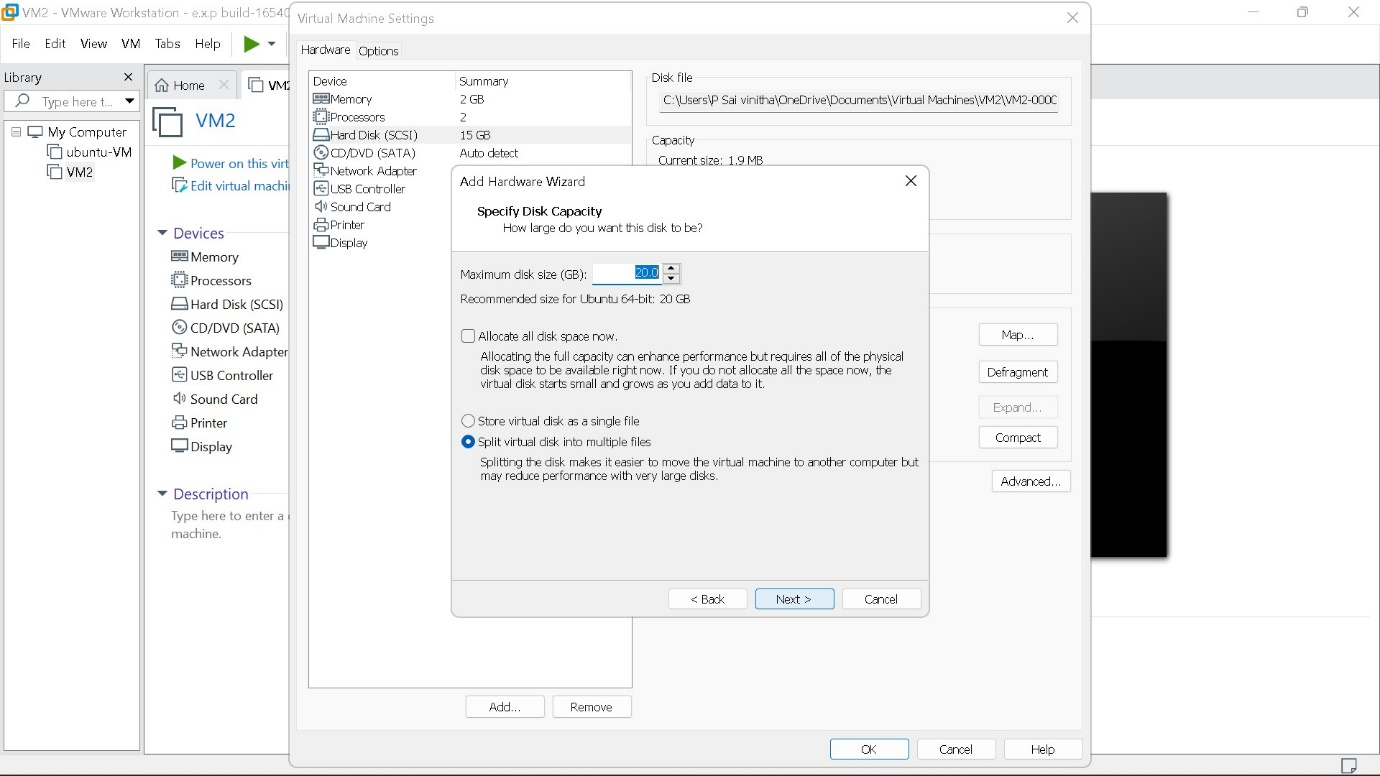 VM2 - VMware Workstation - e.x.p build-16540
File Edit View VM Tabs Help
Library
Type here t...
My Computer
ubuntu-VM
VM2
Home
VM2
VM2
Power on this virt
Edit virtual machi
Devices
Memory
Processors
Hard Disk (SCSI)
CD/DVD (SATA)
Network Adapter
USB Controller
Sound Card
Printer
Display
Description
Type here to enter a
machine.
Virtual Machine Settings
Hardware Options
Device Summary
Memory 2 GB
Processors 2
Hard Disk (SCSI) 15 GB
CD/DVD (SATA) Auto detect
Network Adapter
USB Controller
Sound Card
Printer
Display
Add... Remove
Disk file
C:\Users\P Sai vinitha\OneDrive\Documents\Virtual Machines\VM2\VM2-000C
Capacity
Current size: 1.9 MB
Map...
Defragment
Expand...
Compact
Advanced...
OK Cancel Help
Add Hardware Wizard
Specify Disk Capacity
How large do you want this disk to be?
Maximum disk size (GB): 20.0
Recommended size for Ubuntu 64-bit: 20 GB
Allocate all disk space now.
Allocating the full capacity can enhance performance but requires all of the physical
disk space to be available right now. If you do not allocate all the space now, the
virtual disk starts small and grows as you add data to it.
Store virtual disk as a single file
Split virtual disk into multiple files
Splitting the disk makes it easier to move the virtual machine to another computer but
may reduce performance with very large disks.
< Back Next > Cancel